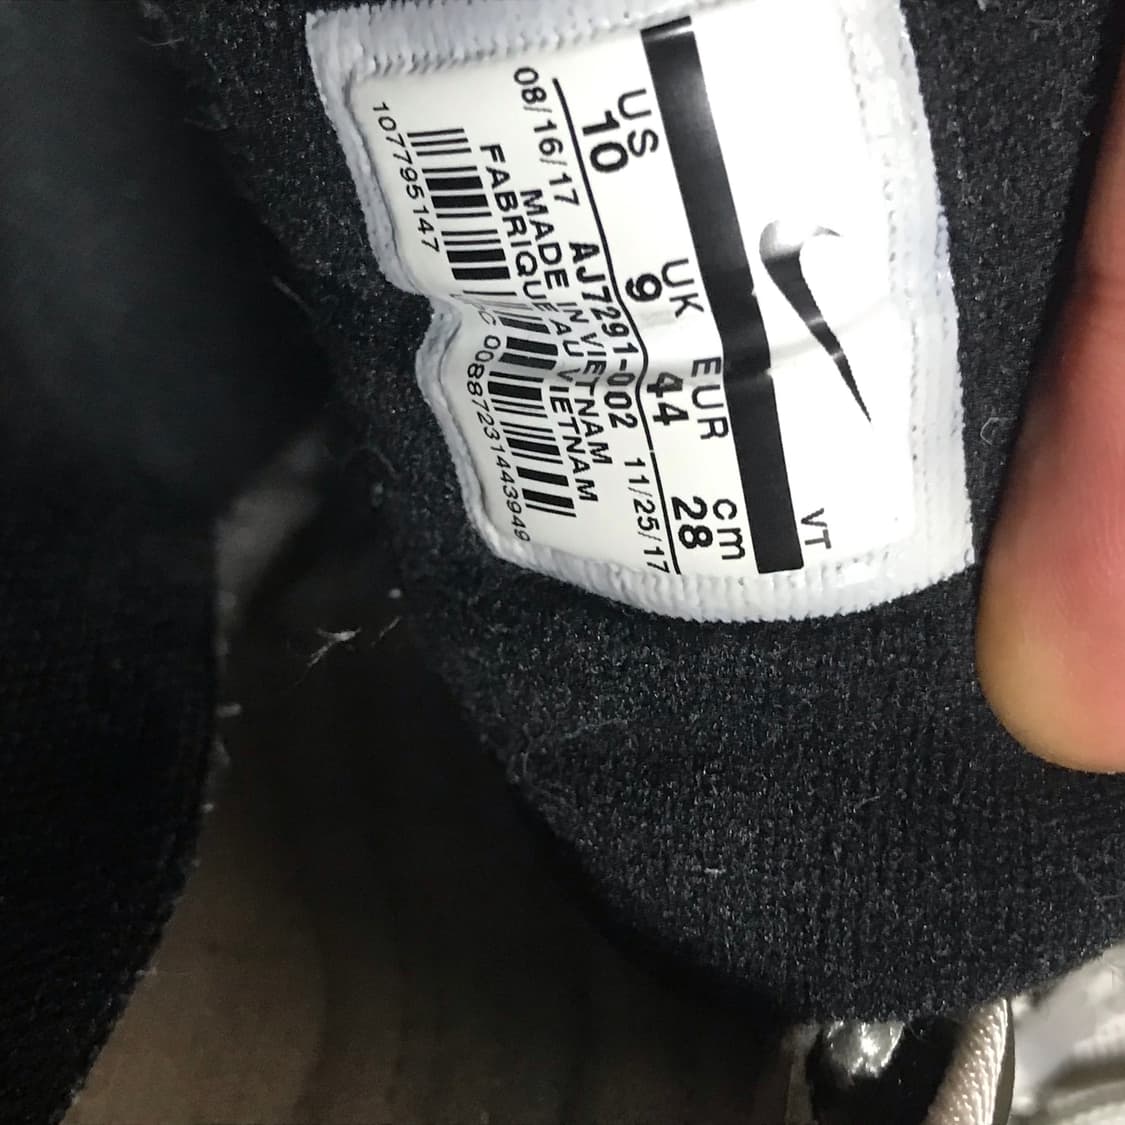 VT
US UK EUR cm
10 9 44 28
08/16/17 AJ7291-002 11/25/17
MADE IN VIETNAM
FABRIQUE AU VIETNAM
107795147 00887231443949